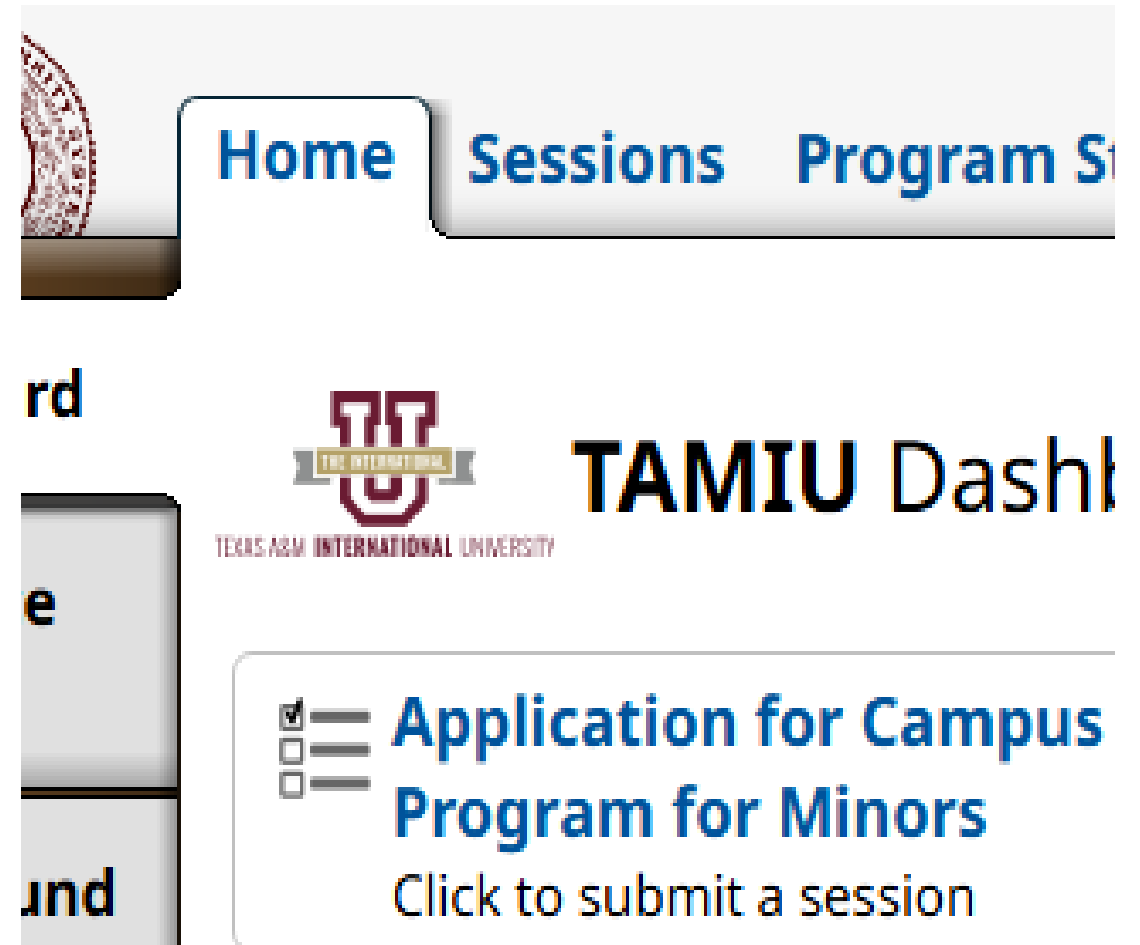 Home Sessions Program St
rd
THE INTERNATIONAL
TEXAS A&M INTERNATIONAL UNIVERSITY
TAMIU Dashb
e
Application for Campus
Program for Minors
Click to submit a session
und